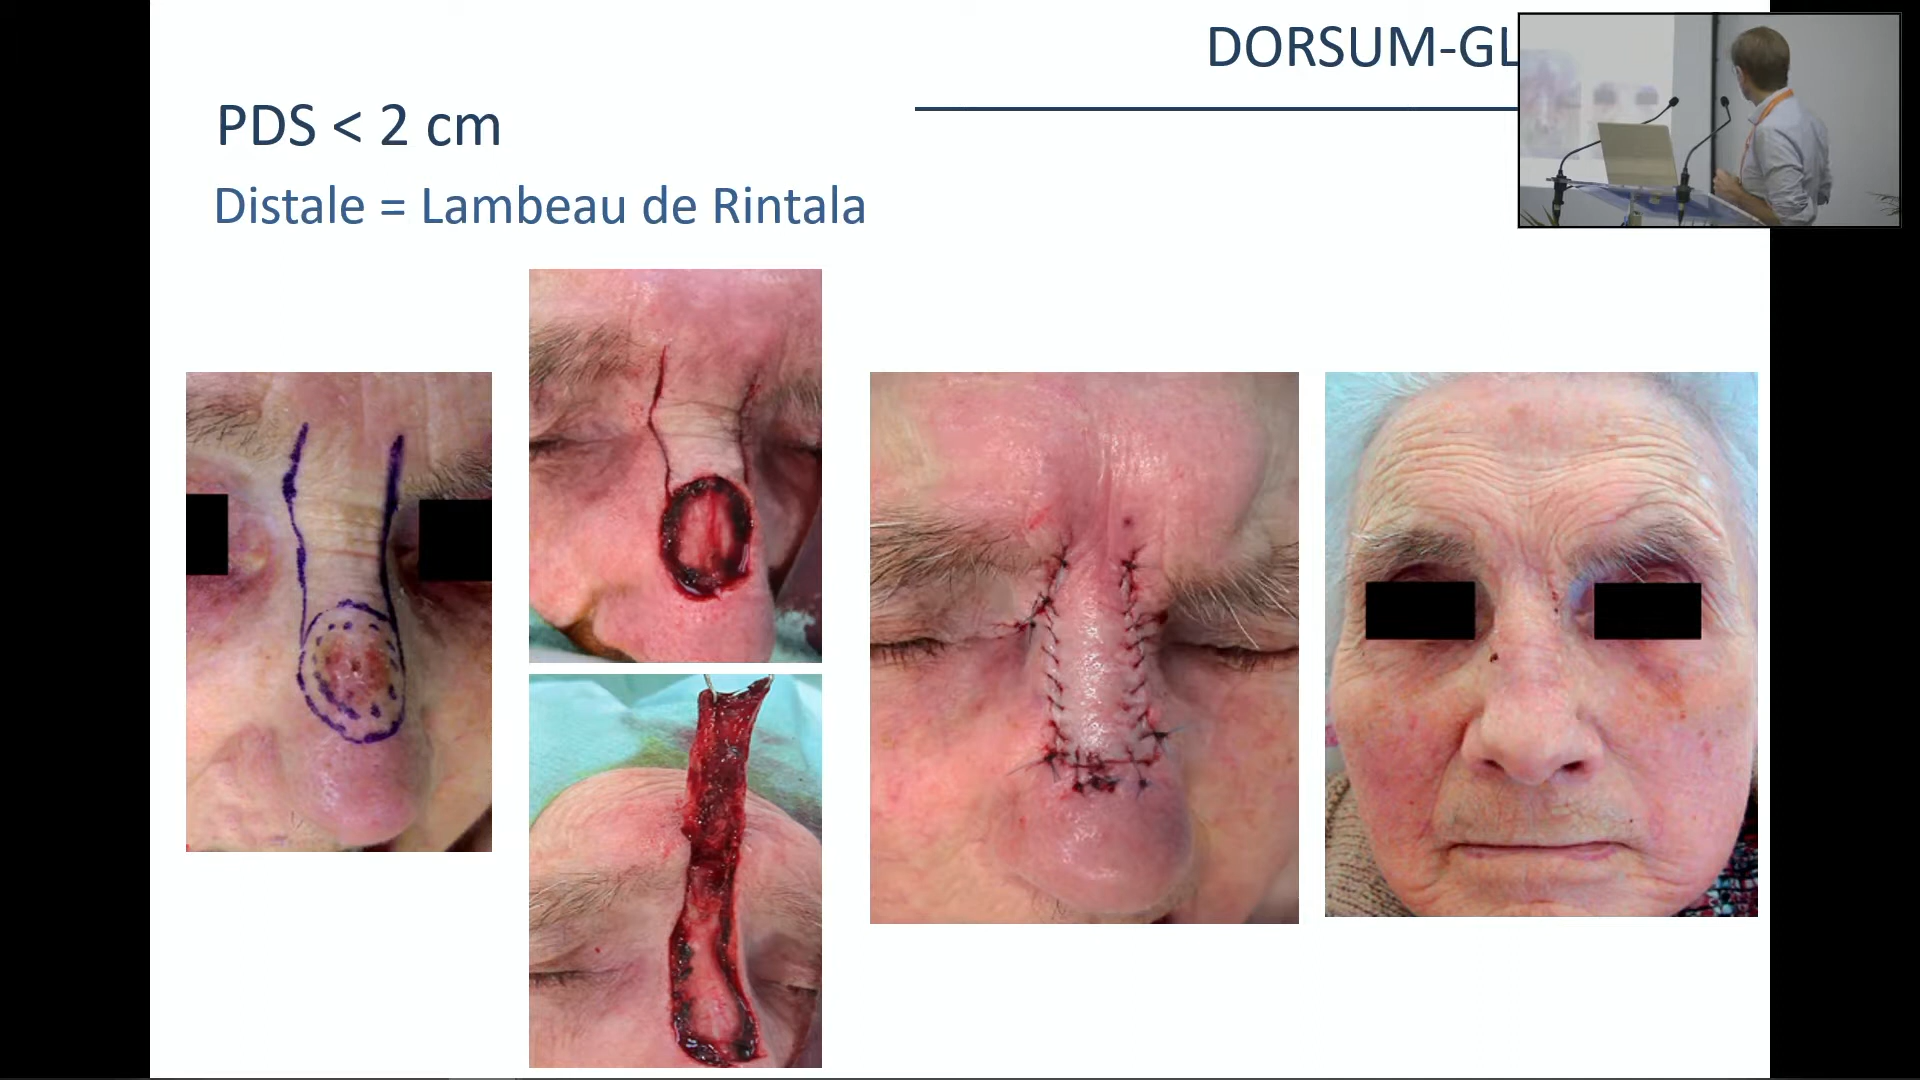 DORSUM-GL
PDS < 2 cm
Distale = Lambeau de Rintala